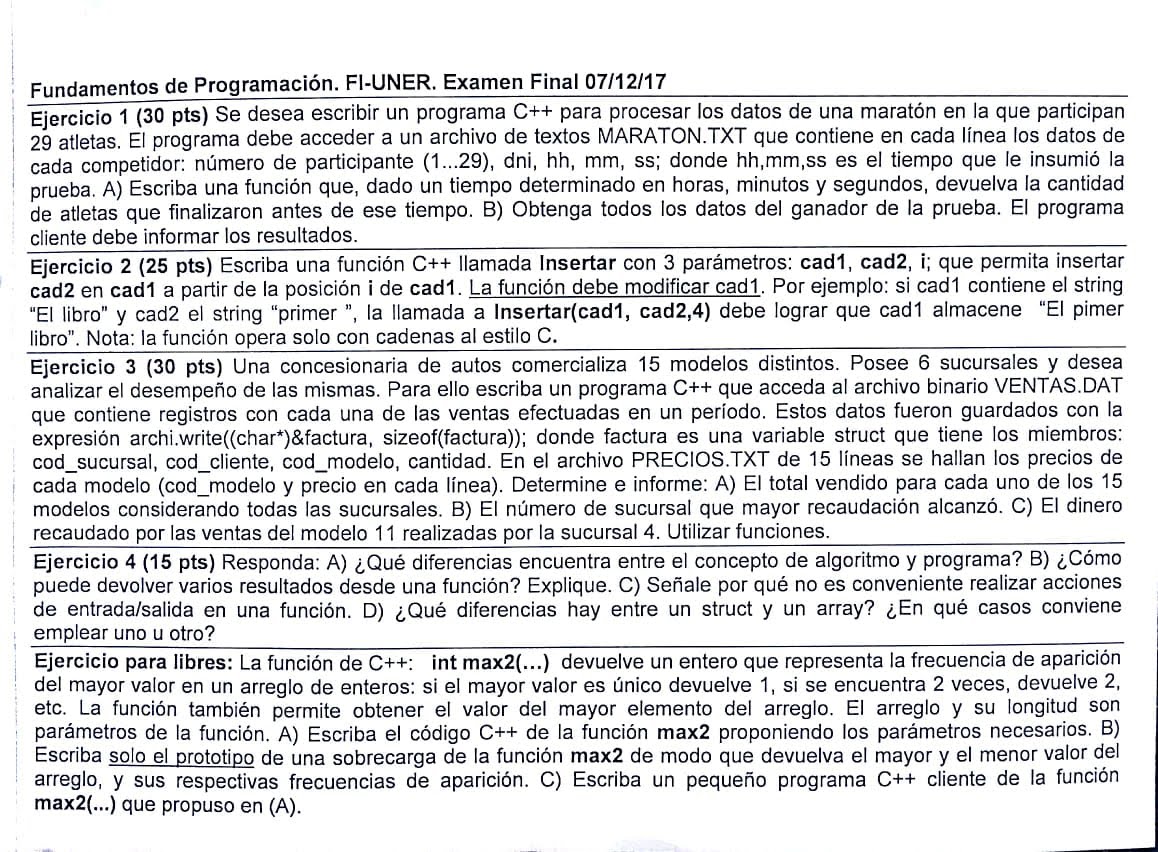 Fundamentos de Programación. FI-UNER. Examen Final 07/12/17
Ejercicio 1 (30 pts) Se desea escribir un programa C++ para procesar los datos de una maratón en la que participan
29 atletas. El programa debe acceder a un archivo de textos MARATON.TXT que contiene en cada línea los datos de
cada competidor: número de participante (1...29), dni, hh, mm, ss; donde hh,mm,ss es el tiempo que le insumió la
prueba. A) Escriba una función que, dado un tiempo determinado en horas, minutos y segundos, devuelva la cantidad
de atletas que finalizaron antes de ese tiempo. B) Obtenga todos los datos del ganador de la prueba. El programa
cliente debe informar los resultados.
Ejercicio 2 (25 pts) Escriba una función C++ llamada Insertar con 3 parámetros: cad1, cad2, i; que permita insertar
cad2 en cad1 a partir de la posición i de cad1. La función debe modificar cad1. Por ejemplo: si cad1 contiene el string
“El libro” y cad2 el string “primer ”, la llamada a Insertar(cad1, cad2,4) debe lograr que cad1 almacene “El pimer
libro”. Nota: la función opera solo con cadenas al estilo C.
Ejercicio 3 (30 pts) Una concesionaria de autos comercializa 15 modelos distintos. Posee 6 sucursales y desea
analizar el desempeño de las mismas. Para ello escriba un programa C++ que acceda al archivo binario VENTAS.DAT
que contiene registros con cada una de las ventas efectuadas en un período. Estos datos fueron guardados con la
expresión archi.write((char*)&factura, sizeof(factura)); donde factura es una variable struct que tiene los miembros:
cod_sucursal, cod_cliente, cod_modelo, cantidad. En el archivo PRECIOS.TXT de 15 líneas se hallan los precios de
cada modelo (cod_modelo y precio en cada línea). Determine e informe: A) El total vendido para cada uno de los 15
modelos considerando todas las sucursales. B) El número de sucursal que mayor recaudación alcanzó. C) El dinero
recaudado por las ventas del modelo 11 realizadas por la sucursal 4. Utilizar funciones.
Ejercicio 4 (15 pts) Responda: A) ¿Qué diferencias encuentra entre el concepto de algoritmo y programa? B) ¿Cómo
puede devolver varios resultados desde una función? Explique. C) Señale por qué no es conveniente realizar acciones
de entrada/salida en una función. D) ¿Qué diferencias hay entre un struct y un array? ¿En qué casos conviene
emplear uno u otro?
Ejercicio para libres: La función de C++: int max2(...) devuelve un entero que representa la frecuencia de aparición
del mayor valor en un arreglo de enteros: si el mayor valor es único devuelve 1, si se encuentra 2 veces, devuelve 2,
etc. La función también permite obtener el valor del mayor elemento del arreglo. El arreglo y su longitud son
parámetros de la función. A) Escriba el código C++ de la función max2 proponiendo los parámetros necesarios. B)
Escriba solo el prototipo de una sobrecarga de la función max2 de modo que devuelva el mayor y el menor valor del
arreglo, y sus respectivas frecuencias de aparición. C) Escriba un pequeño programa C++ cliente de la función
max2(...) que propuso en (A).